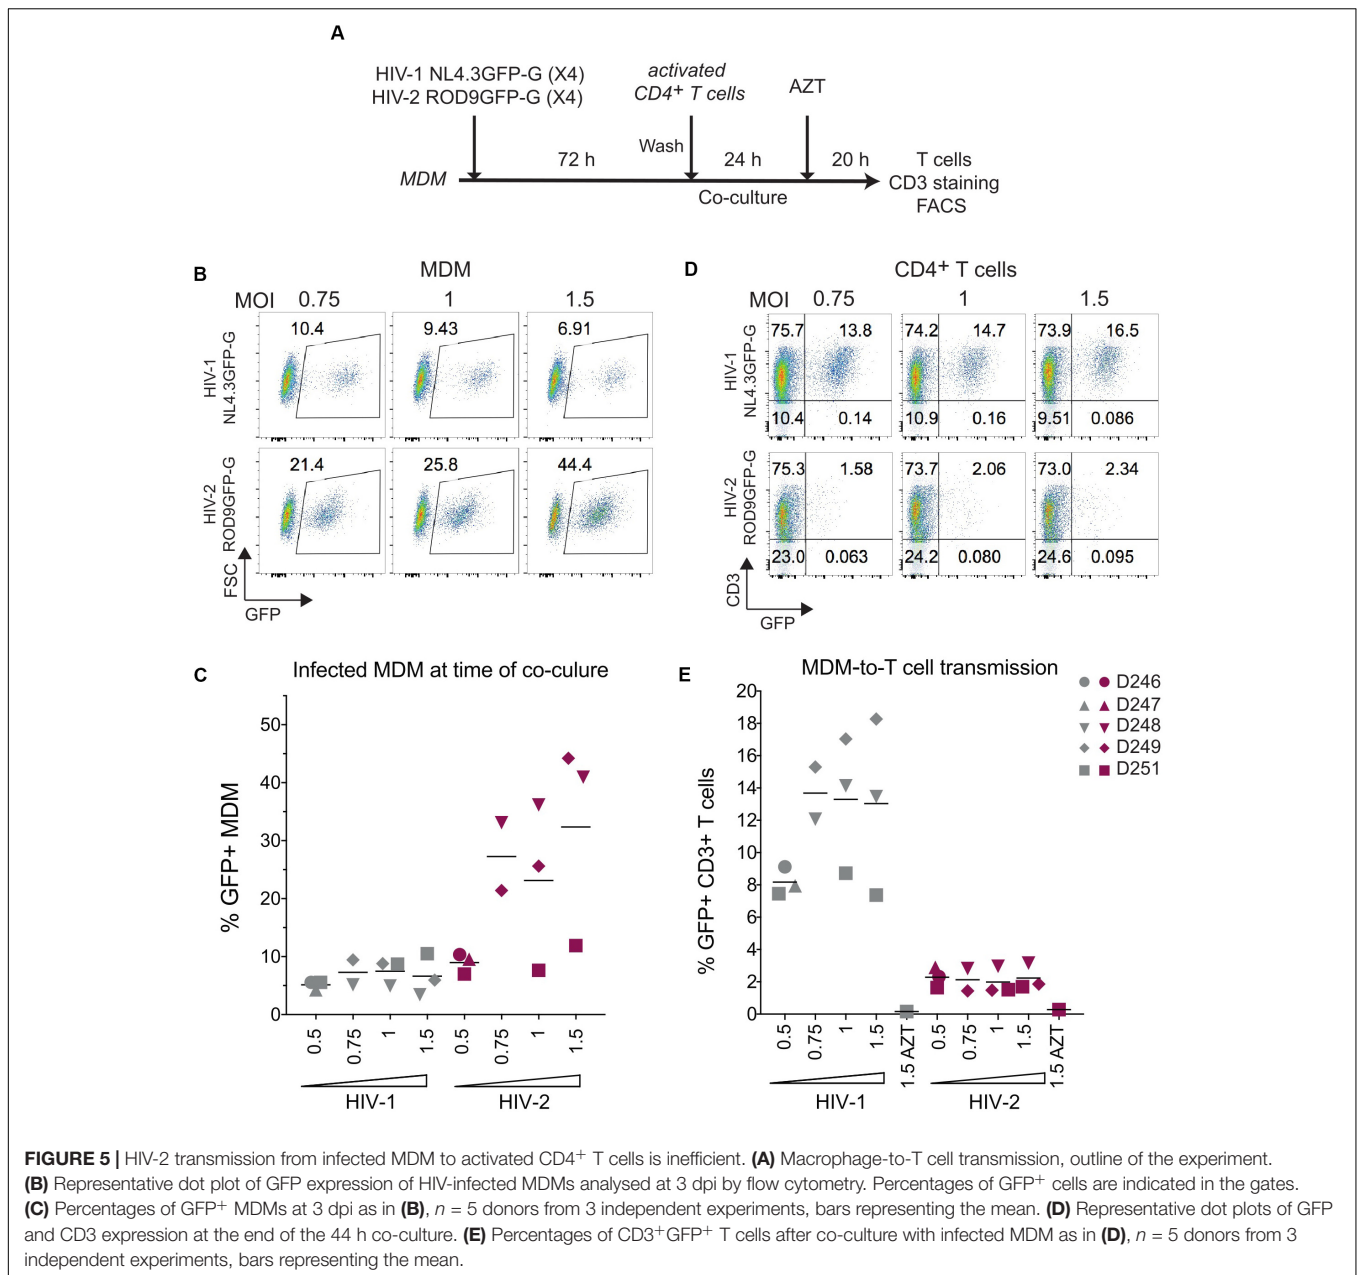 A
HIV-1 NL4.3GFP-G (X4)
HIV-2 ROD9GFP-G (X4)
activated
CD4+ T cells
AZT
Wash
72 h
24 h
20 h
MDM
Co-culture
T cells
CD3 staining
FACS
B
MDM
MOI 0.75 1 1.5
HIV-1
NL4.3GFP-G
10.4 9.43 6.91
HIV-2
ROD9GFP-G
21.4 25.8 44.4
FSC
GFP
D
CD4+ T cells
MOI 0.75 1 1.5
HIV-1
NL4.3GFP-G
75.7 13.8 74.2 14.7 73.9 16.5
10.4 0.14 10.9 0.16 9.51 0.086
HIV-2
ROD9GFP-G
75.3 1.58 73.7 2.06 73.0 2.34
23.0 0.063 24.2 0.080 24.6 0.095
CD3
GFP
C
Infected MDM at time of co-culure
% GFP+ MDM
50
40
30
20
10
0
0.5 0.75 1 1.5 0.5 0.75 1 1.5
HIV-1 HIV-2
E
MDM-to-T cell transmission
% GFP+ CD3+ T cells
20
18
16
14
12
10
8
6
4
2
0
0.5 0.75 1 1.5 1.5 AZT 0.5 0.75 1 1.5 1.5 AZT
HIV-1 HIV-2
D246
D247
D248
D249
D251
FIGURE 5 | HIV-2 transmission from infected MDM to activated CD4+ T cells is inefficient. (A) Macrophage-to-T cell transmission, outline of the experiment.
(B) Representative dot plot of GFP expression of HIV-infected MDMs analysed at 3 dpi by flow cytometry. Percentages of GFP+ cells are indicated in the gates.
(C) Percentages of GFP+ MDMs at 3 dpi as in (B), n = 5 donors from 3 independent experiments, bars representing the mean. (D) Representative dot plots of GFP
and CD3 expression at the end of the 44 h co-culture. (E) Percentages of CD3+GFP+ T cells after co-culture with infected MDM as in (D), n = 5 donors from 3
independent experiments, bars representing the mean.